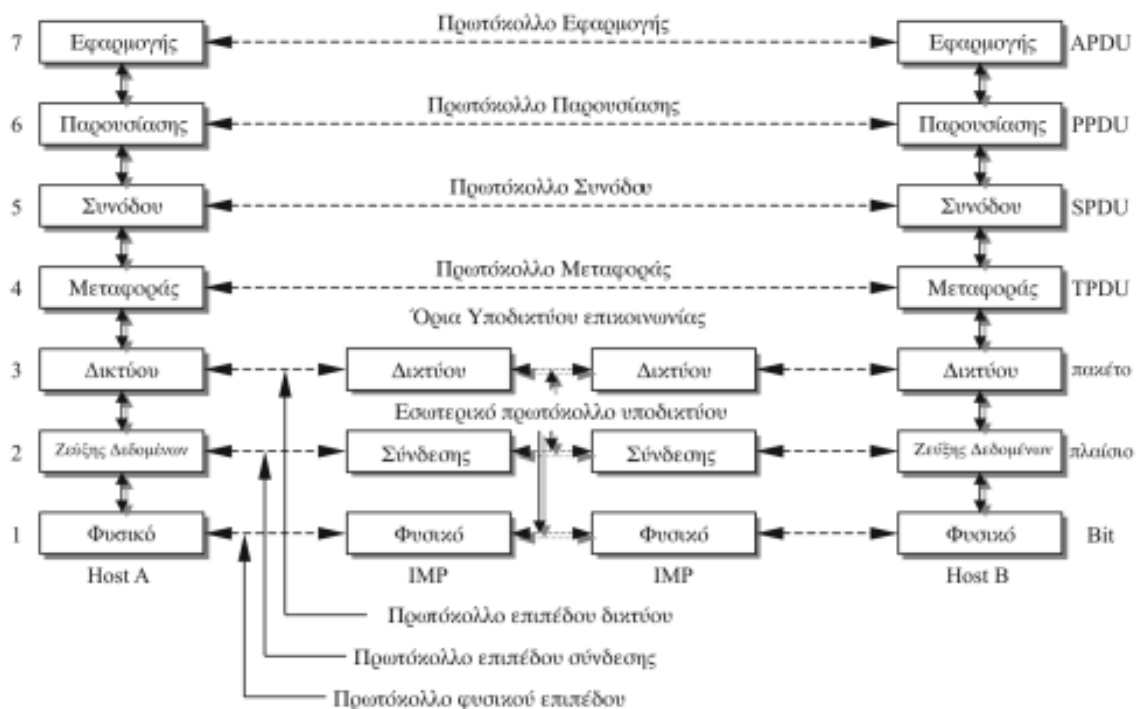 Πρωτόκολλο Εφαρμογής
7 Εφαρμογής Εφαρμογής APDU
Πρωτόκολλο Παρουσίασης
6 Παρουσίασης Παρουσίασης PPDU
Πρωτόκολλο Συνόδου
5 Συνόδου Συνόδου SPDU
Πρωτόκολλο Μεταφοράς
4 Μεταφοράς Μεταφοράς TPDU
Όρια Υποδικτύου επικοινωνίας
3 Δικτύου Δικτύου Δικτύου Δικτύου πακέτο
Εσωτερικό πρωτόκολλο υποδικτύου
2 Ζεύξης Δεδομένων Σύνδεσης Σύνδεσης Ζεύξης Δεδομένων πλαίσιο
1 Φυσικό Φυσικό Φυσικό Φυσικό Bit
Host A IMP IMP Host B
Πρωτόκολλο επιπέδου δικτύου
Πρωτόκολλο επιπέδου σύνδεσης
Πρωτόκολλο φυσικού επιπέδου